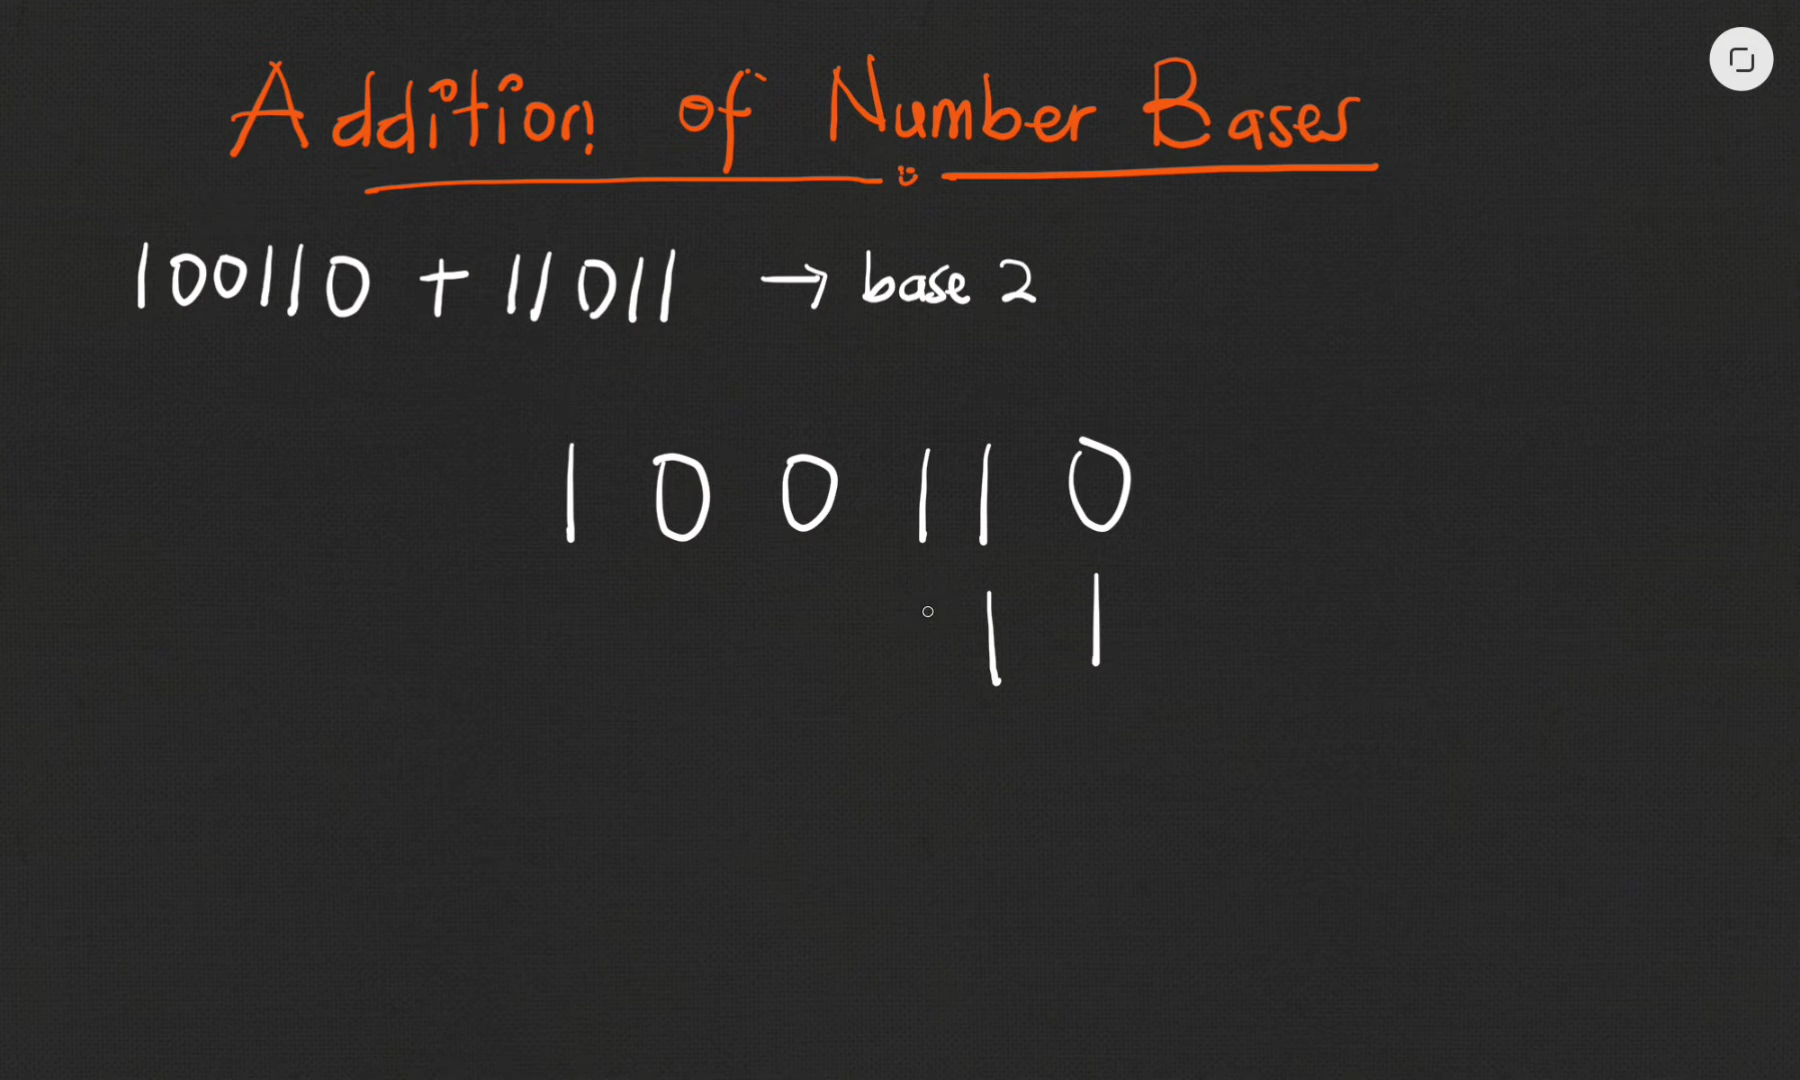 Addition of Number Bases
100110 + 11011 → base 2
1 0 0 1 1 0
1 1